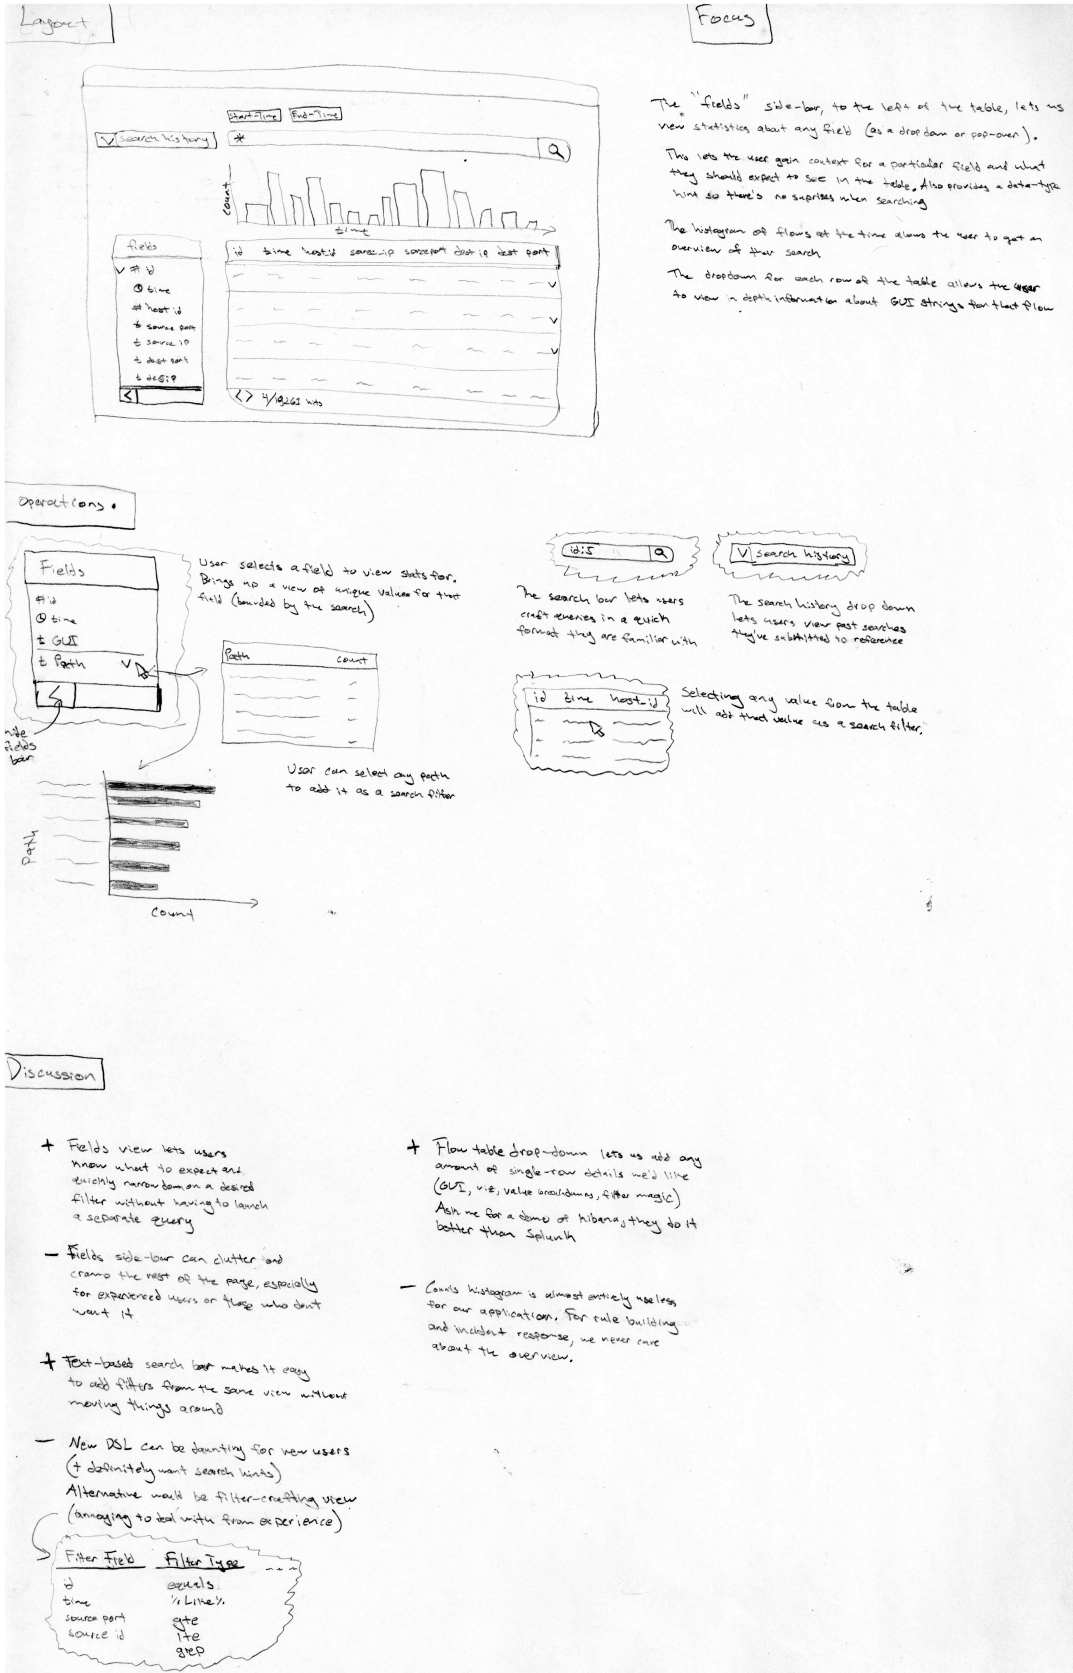 Layout
Start-Time End-Time
V search history
*
count
time
fields
# id
time
# host id
t source port
t source ip
t dest port
t dest ip
<
id time hostid source_ip sourceport dest ip dest port
< > 4/19261 hits
Focus
The "fields" side-bar, to the left of the table, lets us
view statistics about any field (as a dropdown or pop-over).
This lets the user gain context for a particular field and what
they should expect to see in the table. Also provides a data-type
hint so there's no suprises when searching
The histogram of flows at the time allows the user to get an
overview of their search
The dropdown for each row of the table allows the user
to view in depth information about GUI strings for that flow
Operations.
Fields
# id
time
t GUI
t Path V
<
hide
fields
bar
User selects a field to view stats for.
Brings up a view of unique values for that
field (bounded by the search)
Path count
User can select any path
to add it as a search filter
Path
Count
id:5
The search bar lets users
craft queries in a quick
format they are familiar with
V search history
The search history drop down
lets users view past searches
they've submitted to reference
id time host_id
Selecting any value from the table
will add that value as a search filter.
Discussion
+ Fields view lets users
know what to expect and
quickly narrow down on a desired
filter without having to launch
a separate query
- Fields side-bar can clutter and
cramp the rest of the page, especially
for experienced users or those who don't
want it
+ Text-based search bar makes it easy
to add filters from the same view without
moving things around
- New DSL can be daunting for new users
(+ definitely want search hints)
Alternative would be filter-crafting view
(annoying to deal with from experience)
Filter Field Filter Type ---
id equals
time %Like%
source port gte
source id lte
grep
+ Flow table drop-down lets us add any
amount of single-row details we'd like
(GUI, viz, value breakdowns, filter magic)
Ask me for a demo of kibana, they do it
better than Splunk
- Counts histogram is almost entirely useless
for our application. For rule building
and incident response, we never care
about the overview.